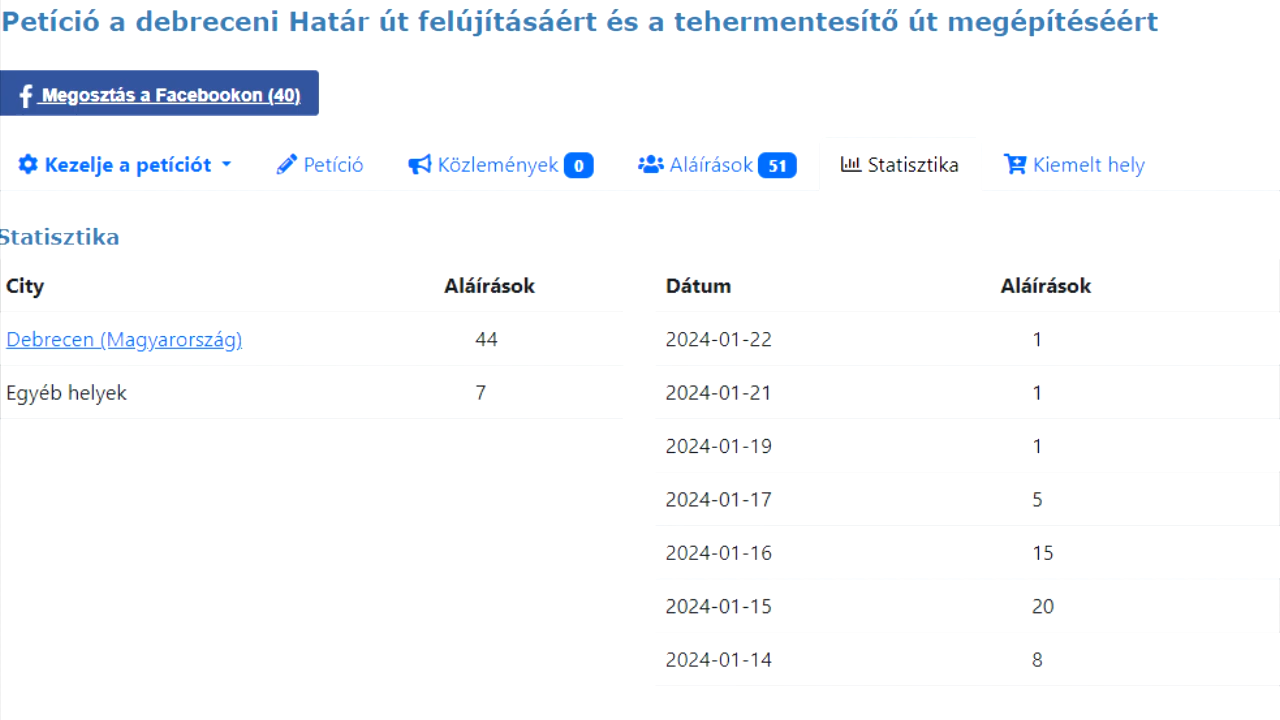 Petíció a debreceni Határ út felújításáért és a tehermentesítő út megépítéséért
Megosztás a Facebookon (40)
Kezelje a petíciót Petíció Közlemények 0 Aláírások 51 Statisztika Kiemelt hely
Statisztika
City Aláírások
Debrecen (Magyarország) 44
Egyéb helyek 7
Dátum Aláírások
2024-01-22 1
2024-01-21 1
2024-01-19 1
2024-01-17 5
2024-01-16 15
2024-01-15 20
2024-01-14 8